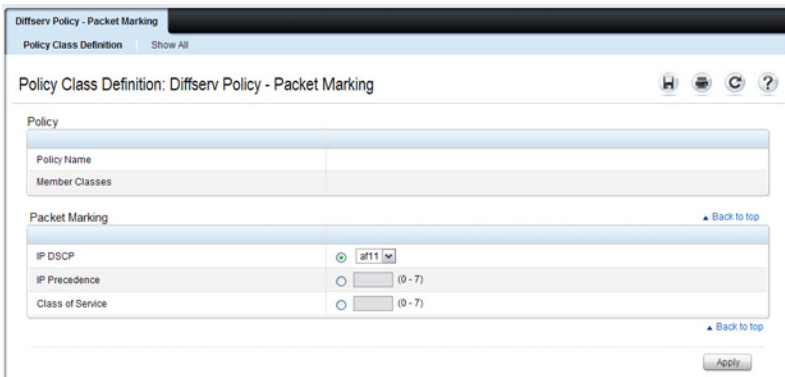 Diffserv Policy - Packet Marking
Policy Class Definition Show All
Policy Class Definition: Diffserv Policy - Packet Marking
?
Policy
Policy Name
Member Classes
Packet Marking
Back to top
IP DSCP af11
IP Precedence (0 - 7)
Class of Service (0 - 7)
Back to top
Apply